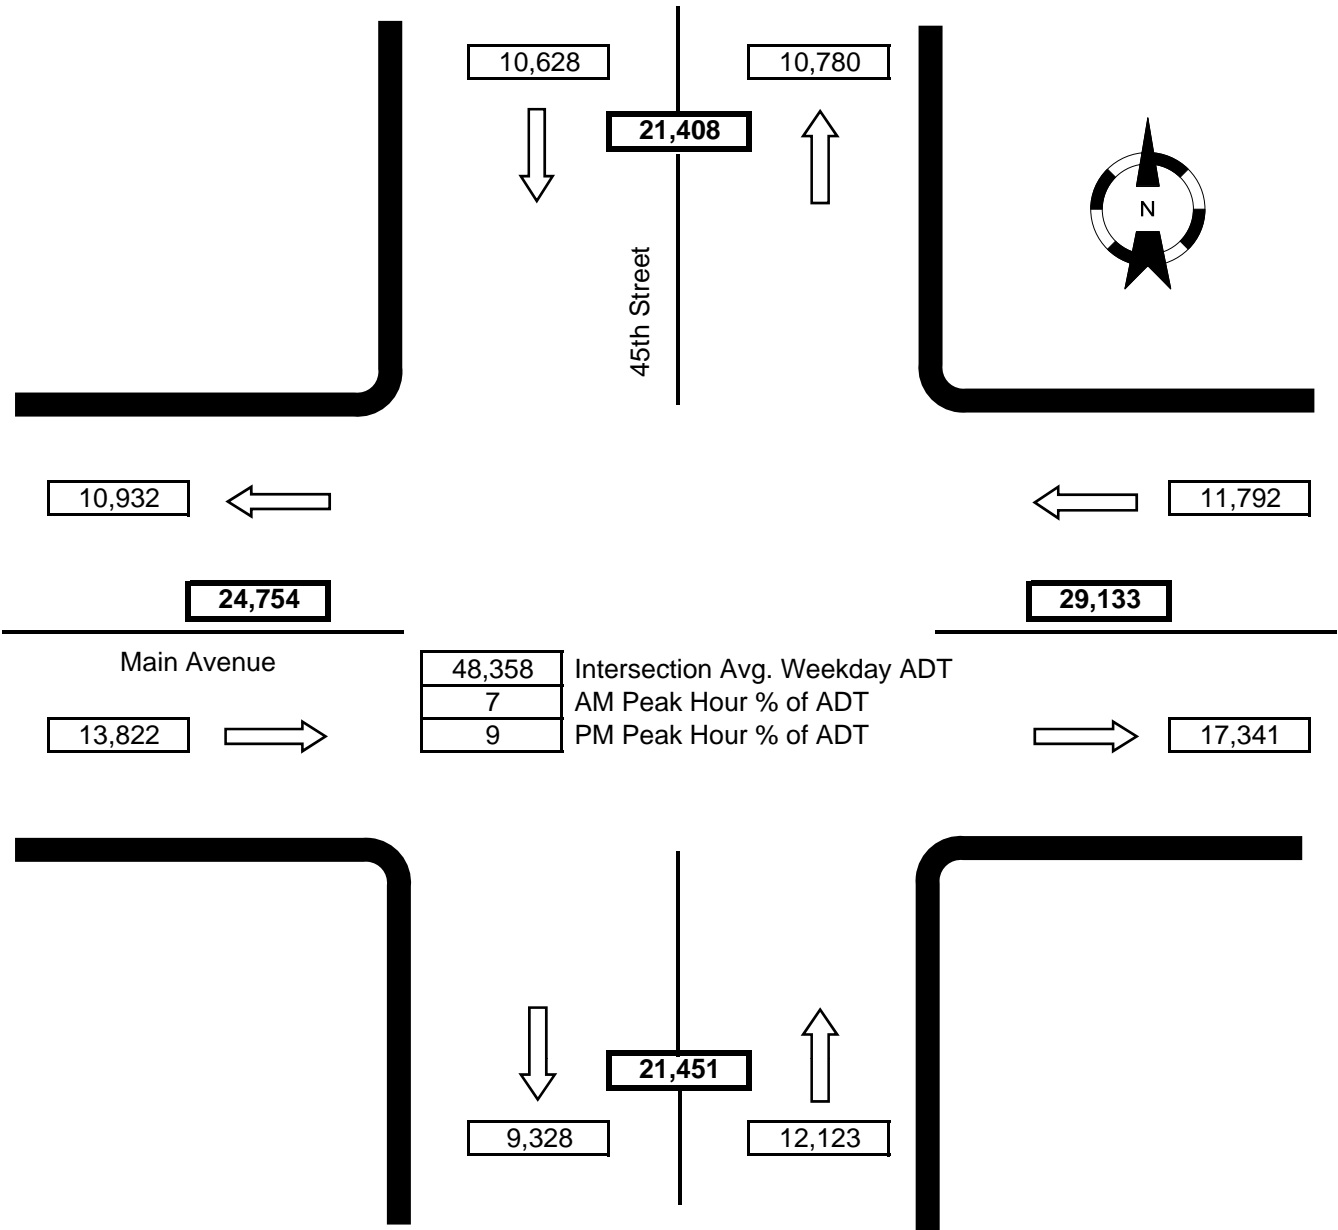 10,628
10,780
21,408
N
45th Street
10,932
11,792
24,754
29,133
Main Avenue
48,358 Intersection Avg. Weekday ADT
7 AM Peak Hour % of ADT
9 PM Peak Hour % of ADT
13,822
17,341
21,451
9,328
12,123